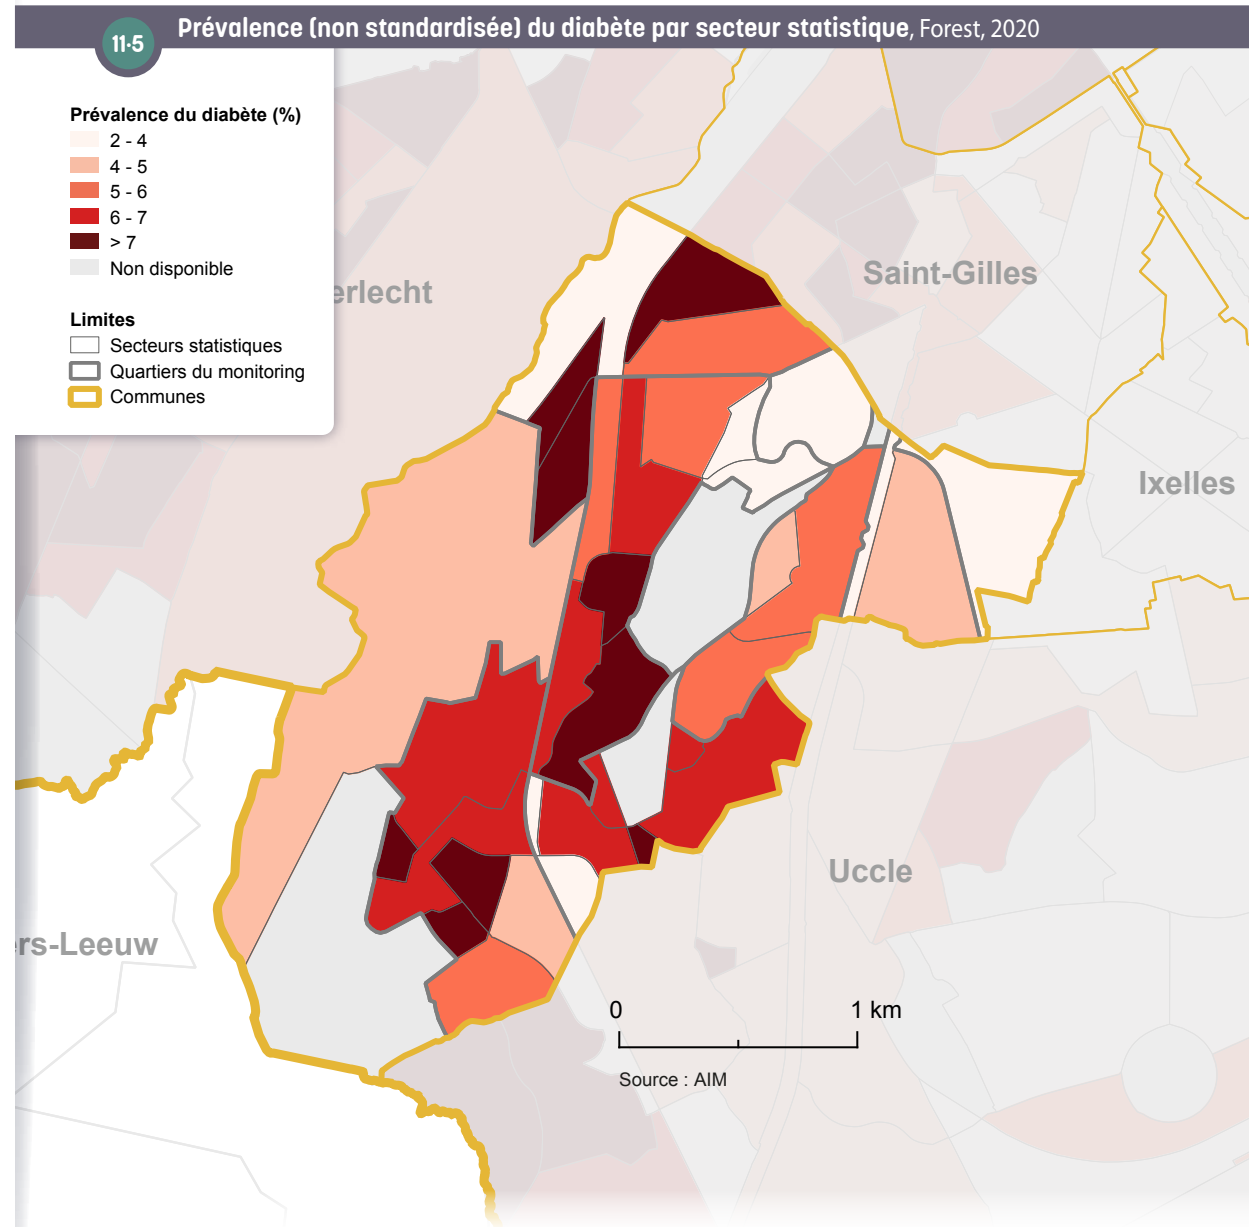 11·5
Prévalence (non standardisée) du diabète par secteur statistique, Forest, 2020
Prévalence du diabète (%)
2 - 4
4 - 5
5 - 6
6 - 7
> 7
Non disponible
Limites
Secteurs statistiques
Quartiers du monitoring
Communes
erlecht
Saint-Gilles
Ixelles
Uccle
rs-Leeuw
0
1 km
Source : AIM